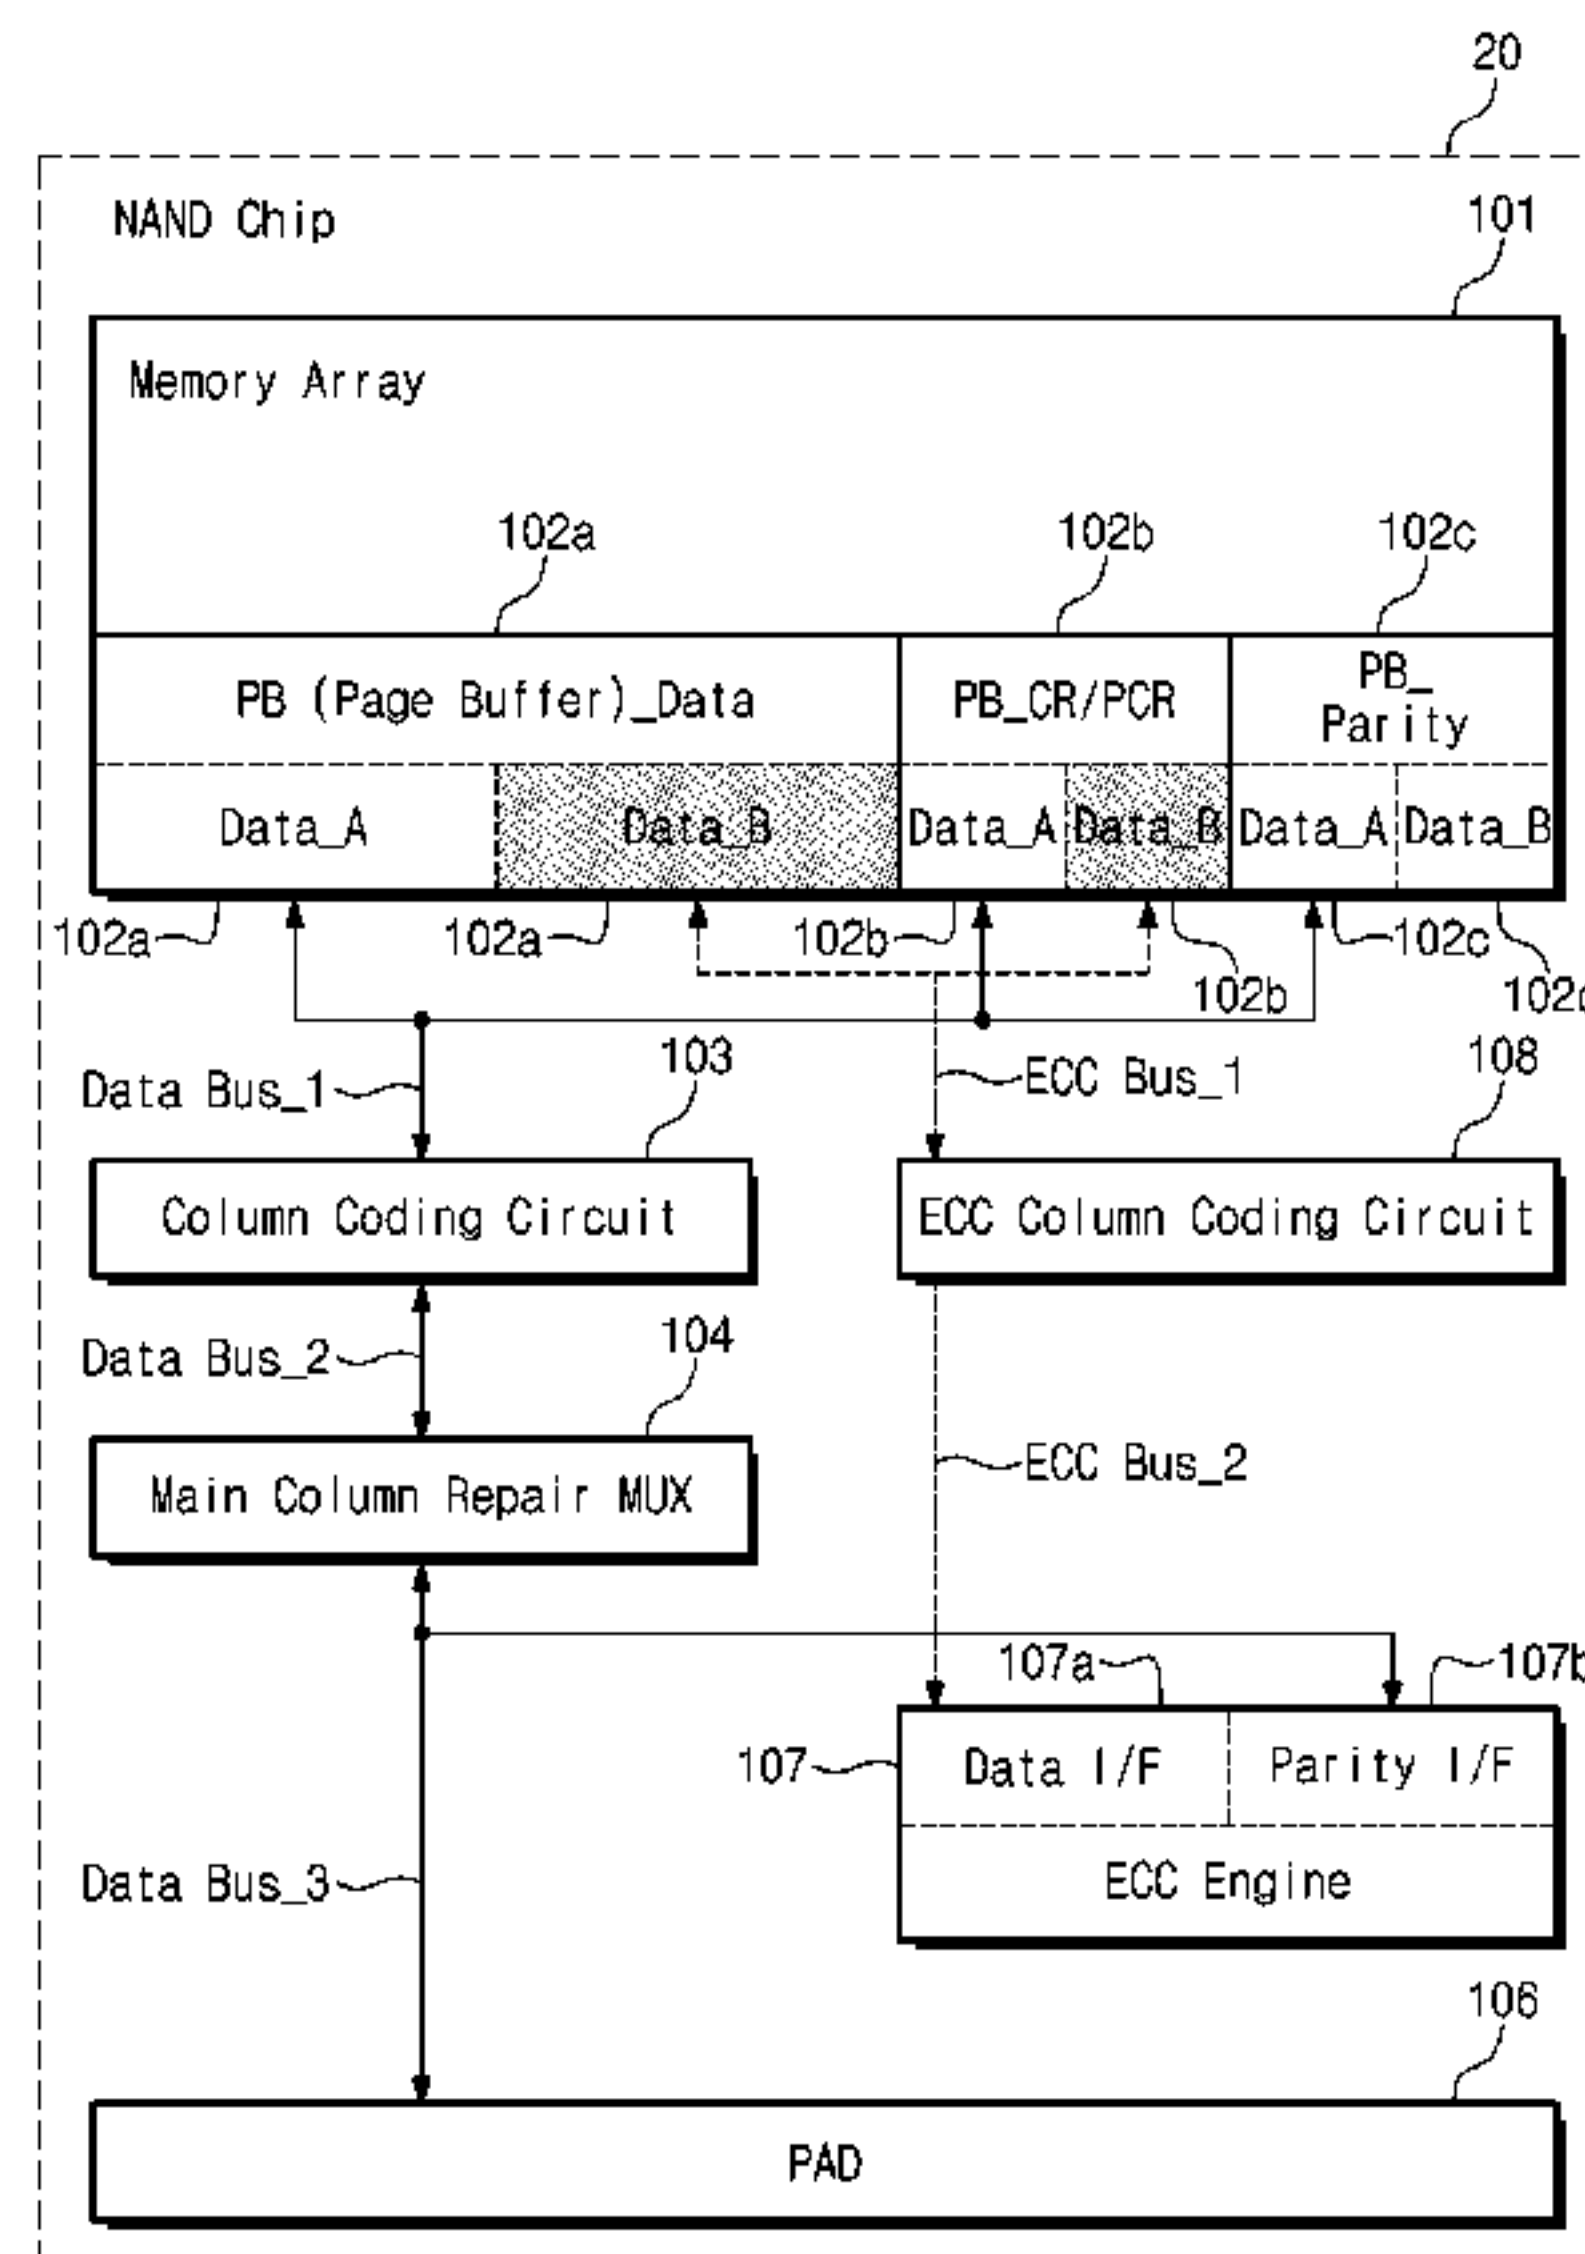 20
NAND Chip
101
Memory Array
102a 102b 102c
PB (Page Buffer)_Data PB_CR/PCR PB_
Parity
Data_A Data_B Data_A Data_B Data_A Data_B
102a 102a 102b 102c
102b
103 108
Data Bus_1 ECC Bus_1
Column Coding Circuit ECC Column Coding Circuit
104
Data Bus_2
ECC Bus_2
Main Column Repair MUX
107a 107b
107 Data I/F Parity I/F
Data Bus_3 ECC Engine
106
PAD